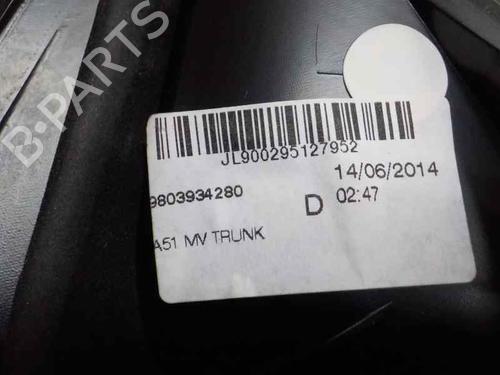 B-PARTS
JL900295127952
9803934280
D
14/06/2014
02:47
A51 MV TRUNK